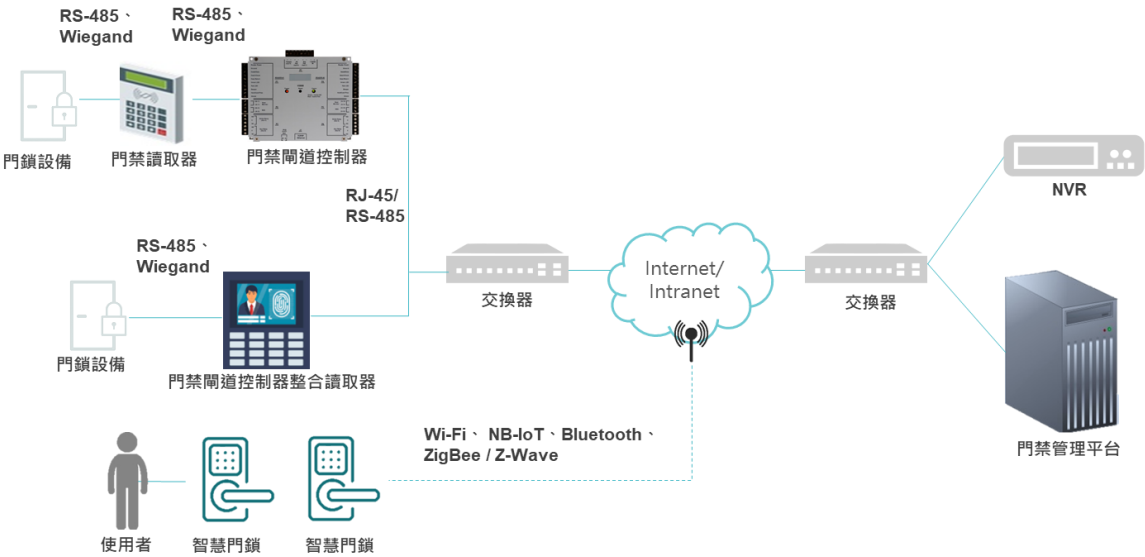 RS-485、
Wiegand
RS-485、
Wiegand
門鎖設備
門禁讀取器
門禁閘道控制器
RJ-45/
RS-485
NVR
RS-485、
Wiegand
交換器
Internet/
Intranet
交換器
門鎖設備
門禁閘道控制器整合讀取器
Wi-Fi、 NB-IoT、Bluetooth、
ZigBee / Z-Wave
門禁管理平台
使用者
智慧門鎖
智慧門鎖